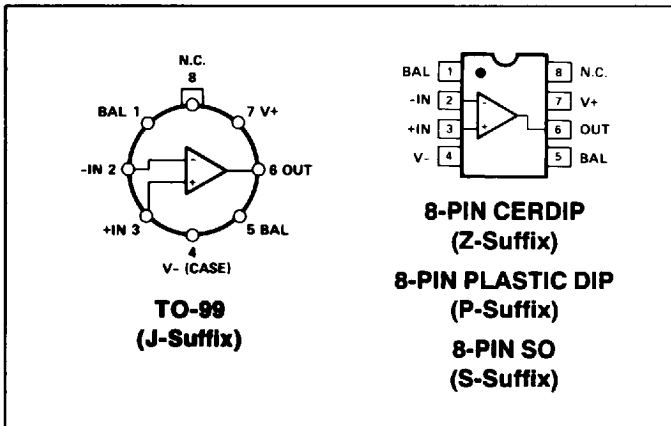 N.C.
8
BAL 1
7 V+
-IN 2
-
+
6 OUT
+IN 3
5 BAL
4
V- (CASE)
TO-99
(J-Suffix)
BAL 1
8 N.C.
-IN 2
-
7 V+
+IN 3
+
6 OUT
V- 4
5 BAL
8-PIN CERDIP
(Z-Suffix)
8-PIN PLASTIC DIP
(P-Suffix)
8-PIN SO
(S-Suffix)